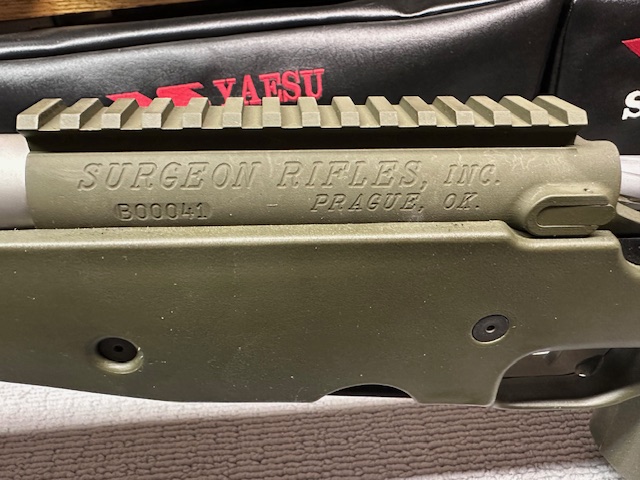 YAESU
S
SURGEON RIFLES, INC.
B00041 - PRAGUE, OK.